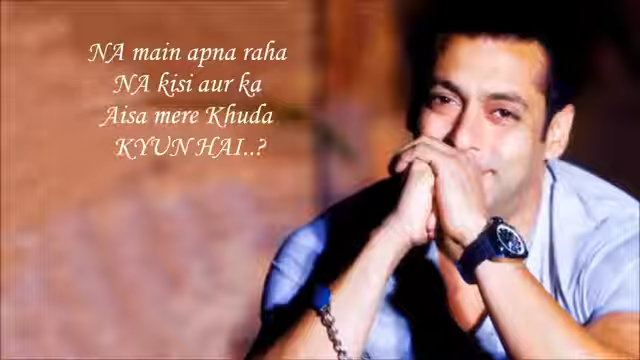 NA main apna raha
NA kisi aur ka
Aisa mere Khuda
KYUN HAI..?